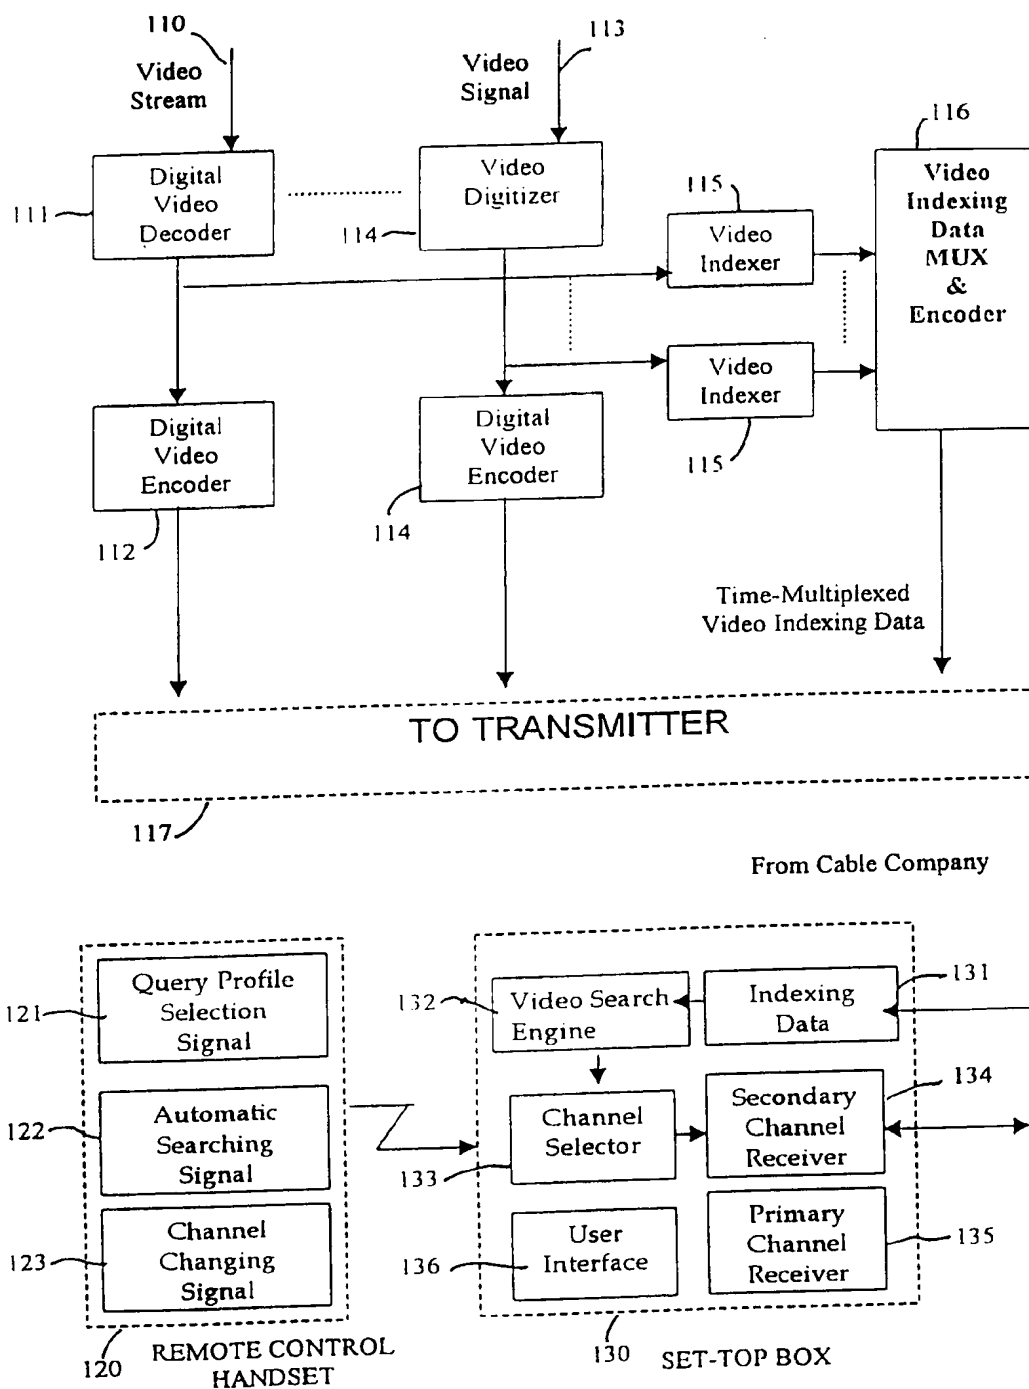 110
113
Video
Stream
Video
Signal
116
111
Digital
Video
Decoder
Video
Digitizer
114
115
Video
Indexer
Video
Indexing
Data
MUX
&
Encoder
Video
Indexer
115
Digital
Video
Encoder
112
Digital
Video
Encoder
114
Time-Multiplexed
Video Indexing Data
TO TRANSMITTER
117
From Cable Company
121
Query Profile
Selection
Signal
122
Automatic
Searching
Signal
123
Channel
Changing
Signal
120
REMOTE CONTROL
HANDSET
132
Video Search
Engine
Indexing
Data
131
Channel
Selector
133
Secondary
Channel
Receiver
134
User
Interface
136
Primary
Channel
Receiver
135
130
SET-TOP BOX